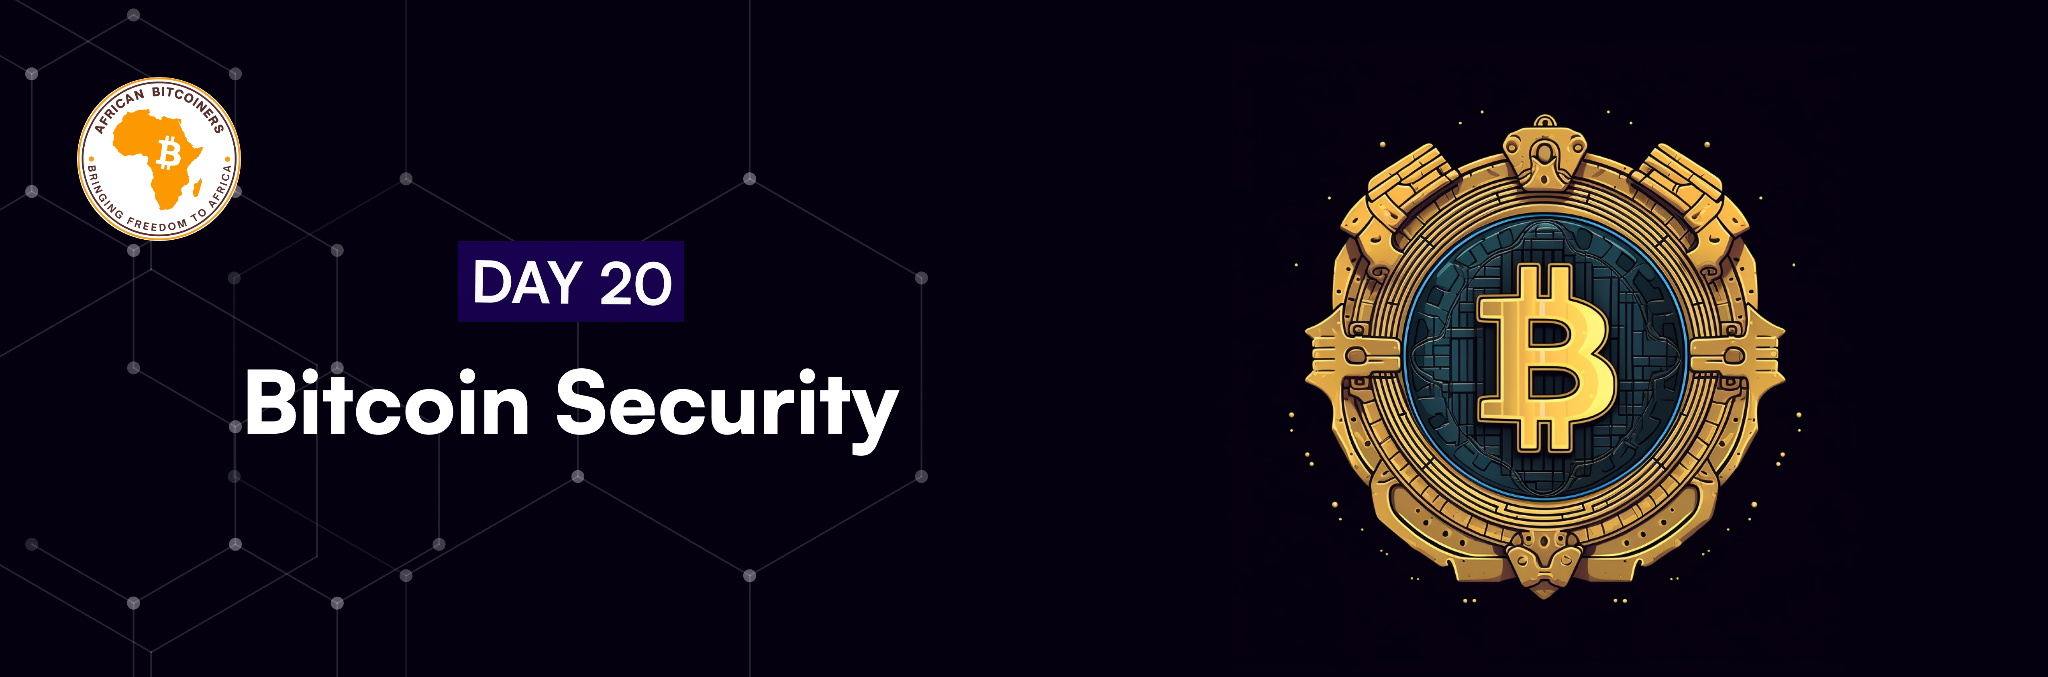 AFRICAN BITCOINERS
BRINGING FREEDOM TO AFRICA
DAY 20
Bitcoin Security